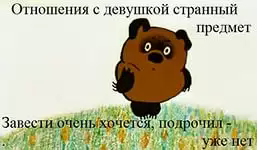 Отношения с девушкой странный
предмет
Завести очень хочется, подрочил -
. уже нет